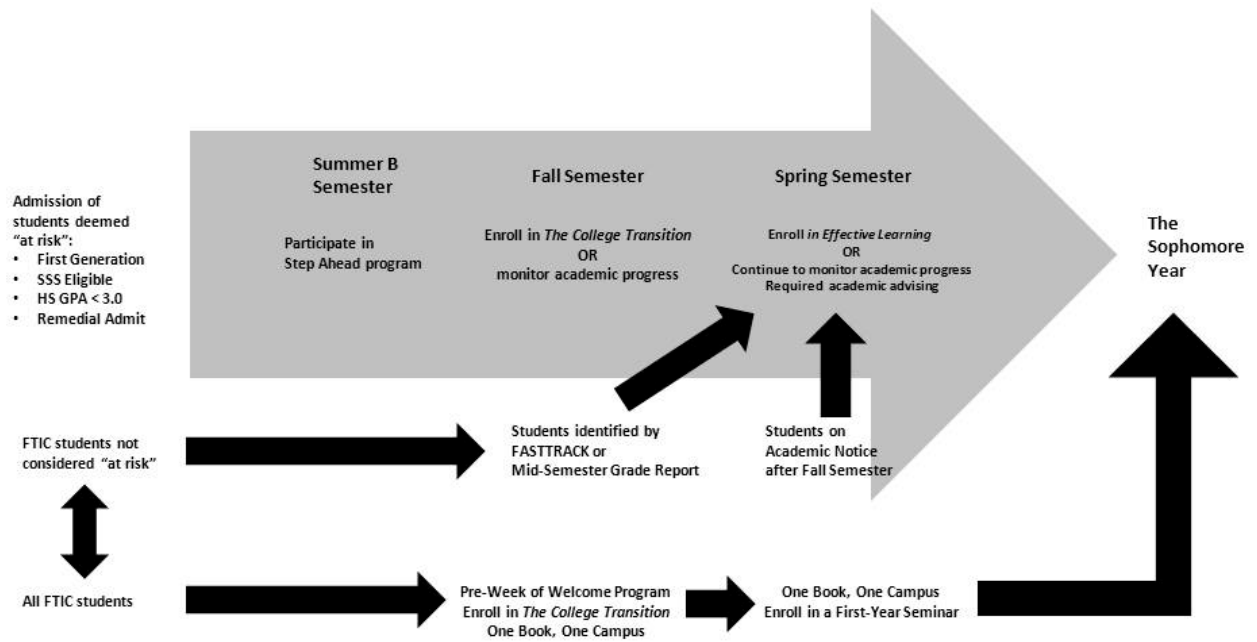 Admission of
students deemed
“at risk”:
• First Generation
• SSS Eligible
• HS GPA < 3.0
• Remedial Admit
Summer B
Semester
Participate in
Step Ahead program
Fall Semester
Enroll in The College Transition
OR
monitor academic progress
Spring Semester
Enroll in Effective Learning
OR
Continue to monitor academic progress
Required academic advising
The
Sophomore
Year
FTIC students not
considered “at risk”
Students identified by
FASTTRACK or
Mid-Semester Grade Report
Students on
Academic Notice
after Fall Semester
All FTIC students
Pre-Week of Welcome Program
Enroll in The College Transition
One Book, One Campus
One Book, One Campus
Enroll in a First-Year Seminar